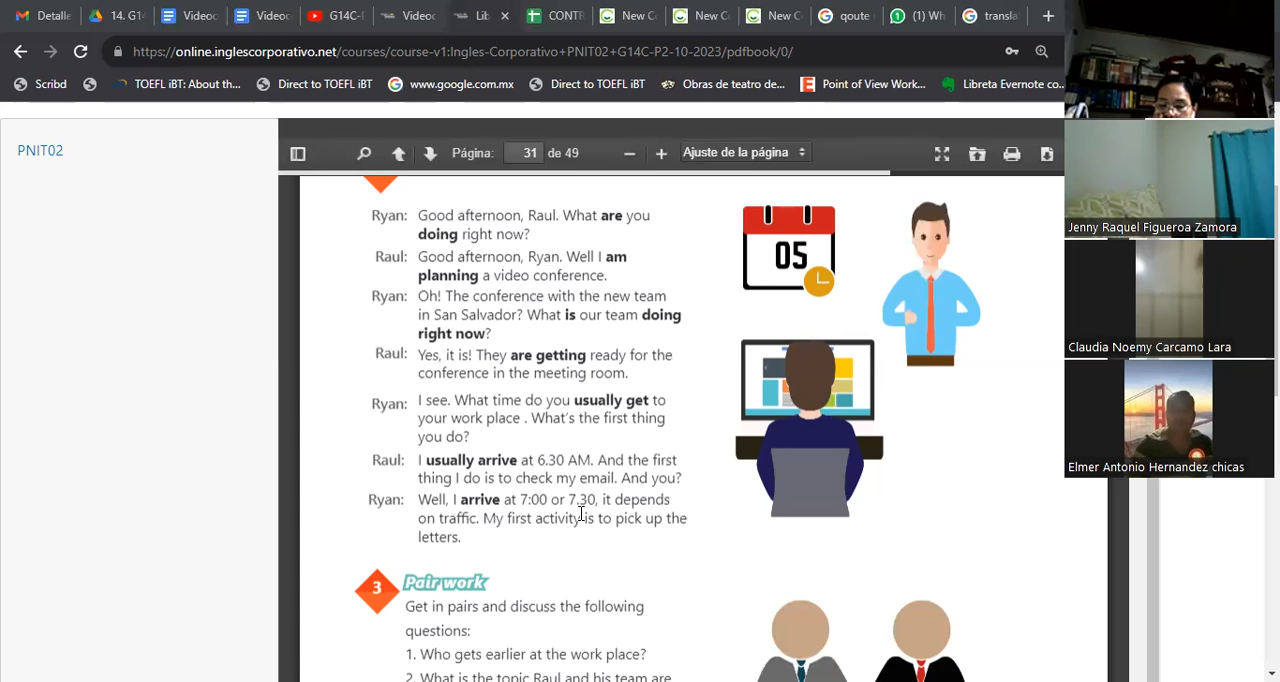 Detalle
14. G14
Videoc
Videoc
G14C-I
Videoc
Lib
CONTR
New C
New C
New C
qoute
(1) Wh
transla
https://online.inglescorporativo.net/courses/course-v1:Ingles-Corporativo+PNIT02+G14C-P2-10-2023/pdfbook/0/
Scribd
TOEFL iBT: About th...
Direct to TOEFL iBT
www.google.com.mx
Direct to TOEFL iBT
Obras de teatro de...
Point of View Work...
Libreta Evernote co...
PNIT02
Página: 31 de 49
Ajuste de la página
Ryan: Good afternoon, Raul. What are you
doing right now?
Raul: Good afternoon, Ryan. Well I am
planning a video conference.
Ryan: Oh! The conference with the new team
in San Salvador? What is our team doing
right now?
Raul: Yes, it is! They are getting ready for the
conference in the meeting room.
Ryan: I see. What time do you usually get to
your work place . What's the first thing
you do?
Raul: I usually arrive at 6.30 AM. And the first
thing I do is to check my email. And you?
Ryan: Well, I arrive at 7:00 or 7.30, it depends
on traffic. My first activity is to pick up the
letters.
05
3 Pair work
Get in pairs and discuss the following
questions:
1. Who gets earlier at the work place?
2. What is the topic Raul and his team are
Jenny Raquel Figueroa Zamora
Claudia Noemy Carcamo Lara
Elmer Antonio Hernandez chicas